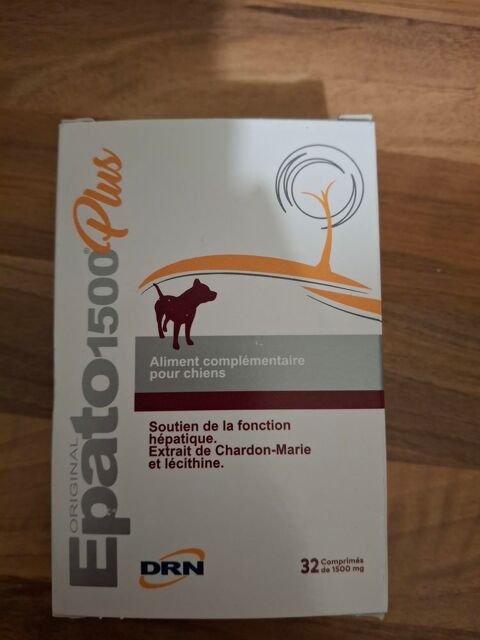 ORIGINAL
Epato1500® Plus
Aliment complémentaire
pour chiens
Soutien de la fonction
hépatique.
Extrait de Chardon-Marie
et lécithine.
DRN
32 Comprimés
de 1500 mg